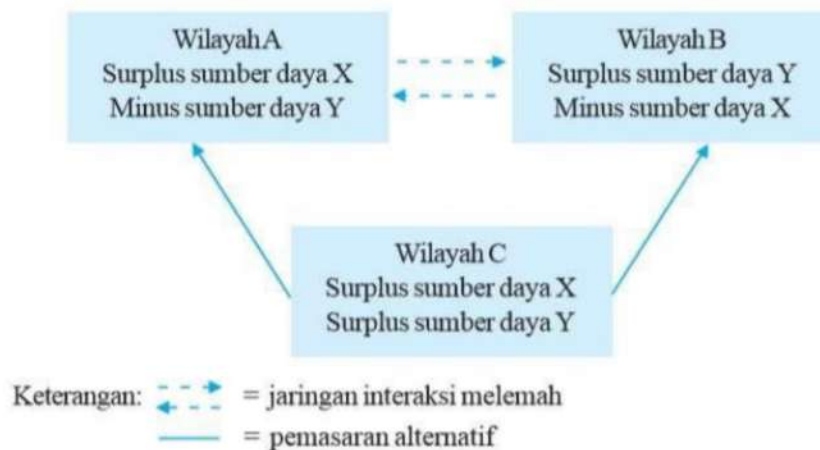 Wilayah A
Surplus sumber daya X
Minus sumber daya Y
Wilayah B
Surplus sumber daya Y
Minus sumber daya X
Wilayah C
Surplus sumber daya X
Surplus sumber daya Y
Keterangan: = jaringan interaksi melemah
= pemasaran alternatif